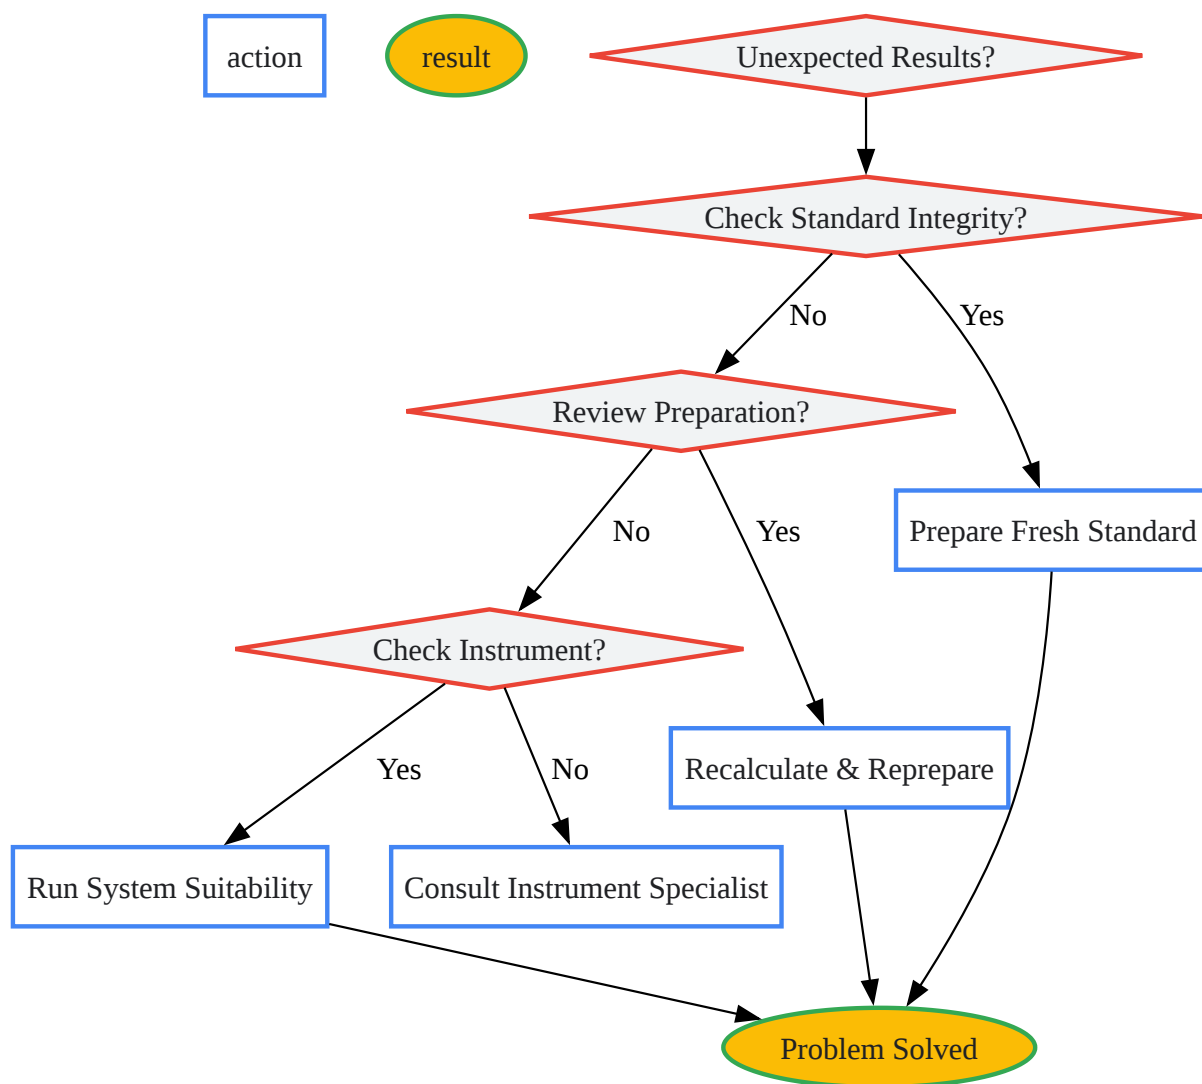 action
result
Unexpected Results?
Check Standard Integrity?
No
Yes
Review Preparation?
Prepare Fresh Standard
No
Yes
Check Instrument?
Yes
No
Recalculate & Reprepare
Run System Suitability
Consult Instrument Specialist
Problem Solved